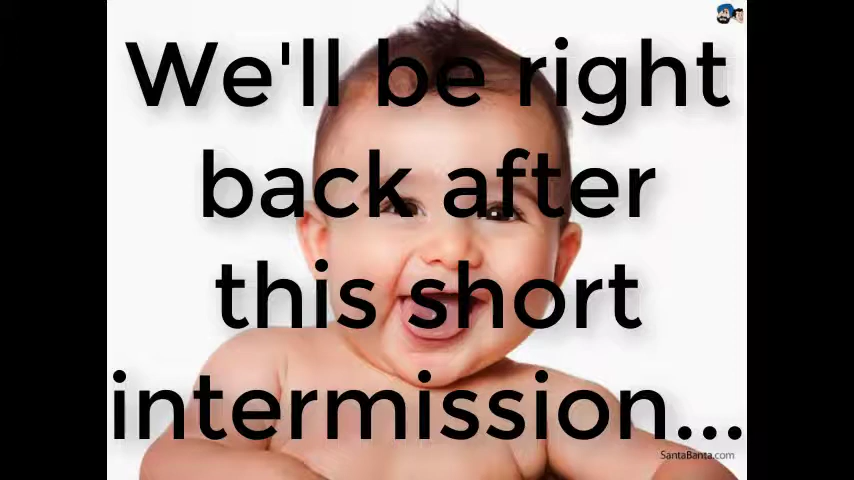 We'll be right
back after
this short
intermission...
SantaBanta.com